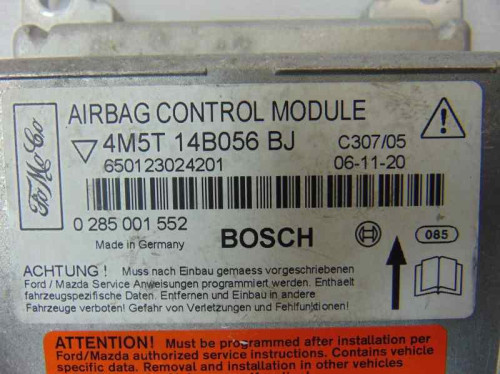 AIRBAG CONTROL MODULE
4M5T 14B056 BJ
C307/05
650123024201
06-11-20
FoMoCo
0 285 001 552
Made in Germany
BOSCH
085
ACHTUNG ! Muss nach Einbau gemaess vorgeschriebenen
Ford / Mazda Service Anweisungen programmiert werden. Enthaelt
fahrzeugspezifische Daten. Entfernen und Einbau in andere
Fahrzeuge verboten! Gefahr von Verletzungen und Fehlfunktionen!
ATTENTION! Must be programmed after installation per
Ford/Mazda authorized service instructions. Contains vehicle
specific data. Removal and installation in other vehicles